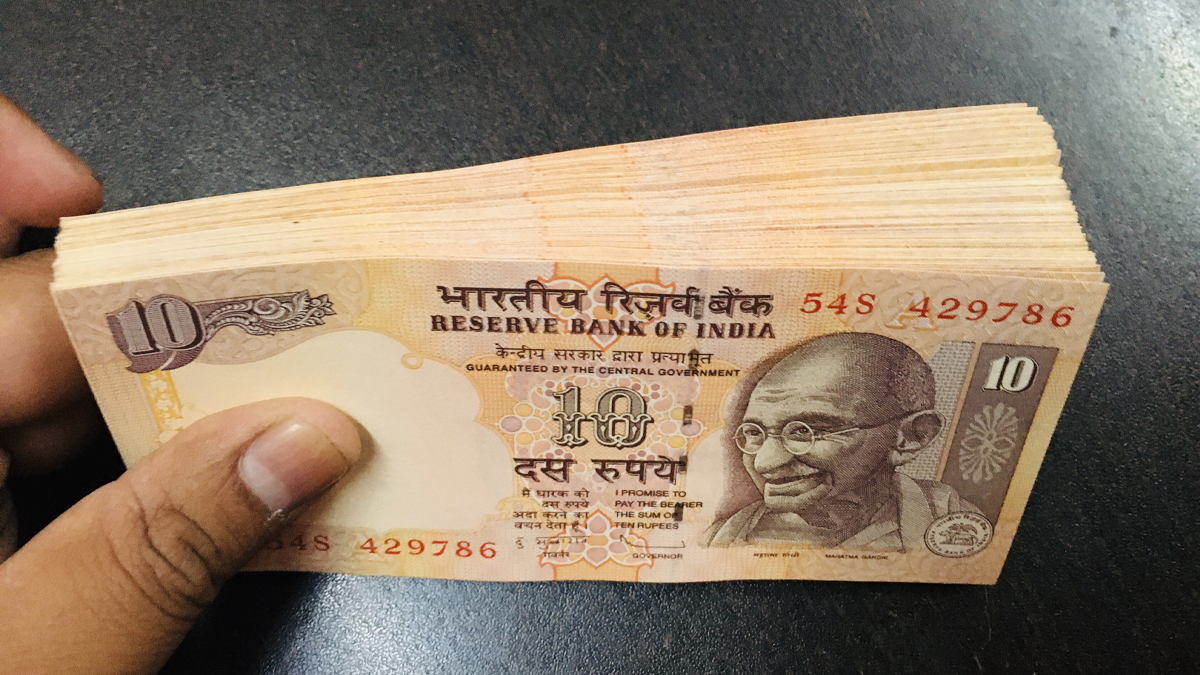 10
भारतीय रिज़र्व बैंक 54S 429786
RESERVE BANK OF INDIA
केन्द्रीय सरकार द्वारा प्रत्याभूत
GUARANTEED BY THE CENTRAL GOVERNMENT
10
10
दस रुपये
मैं धारक को
दस रुपये
अदा करने का
वचन देता हूँ
I PROMISE TO
PAY THE BEARER
THE SUM OF
TEN RUPEES
गवर्नर
GOVERNOR
54S 429786
महात्मा गाँधी
MAHATMA GANDHI